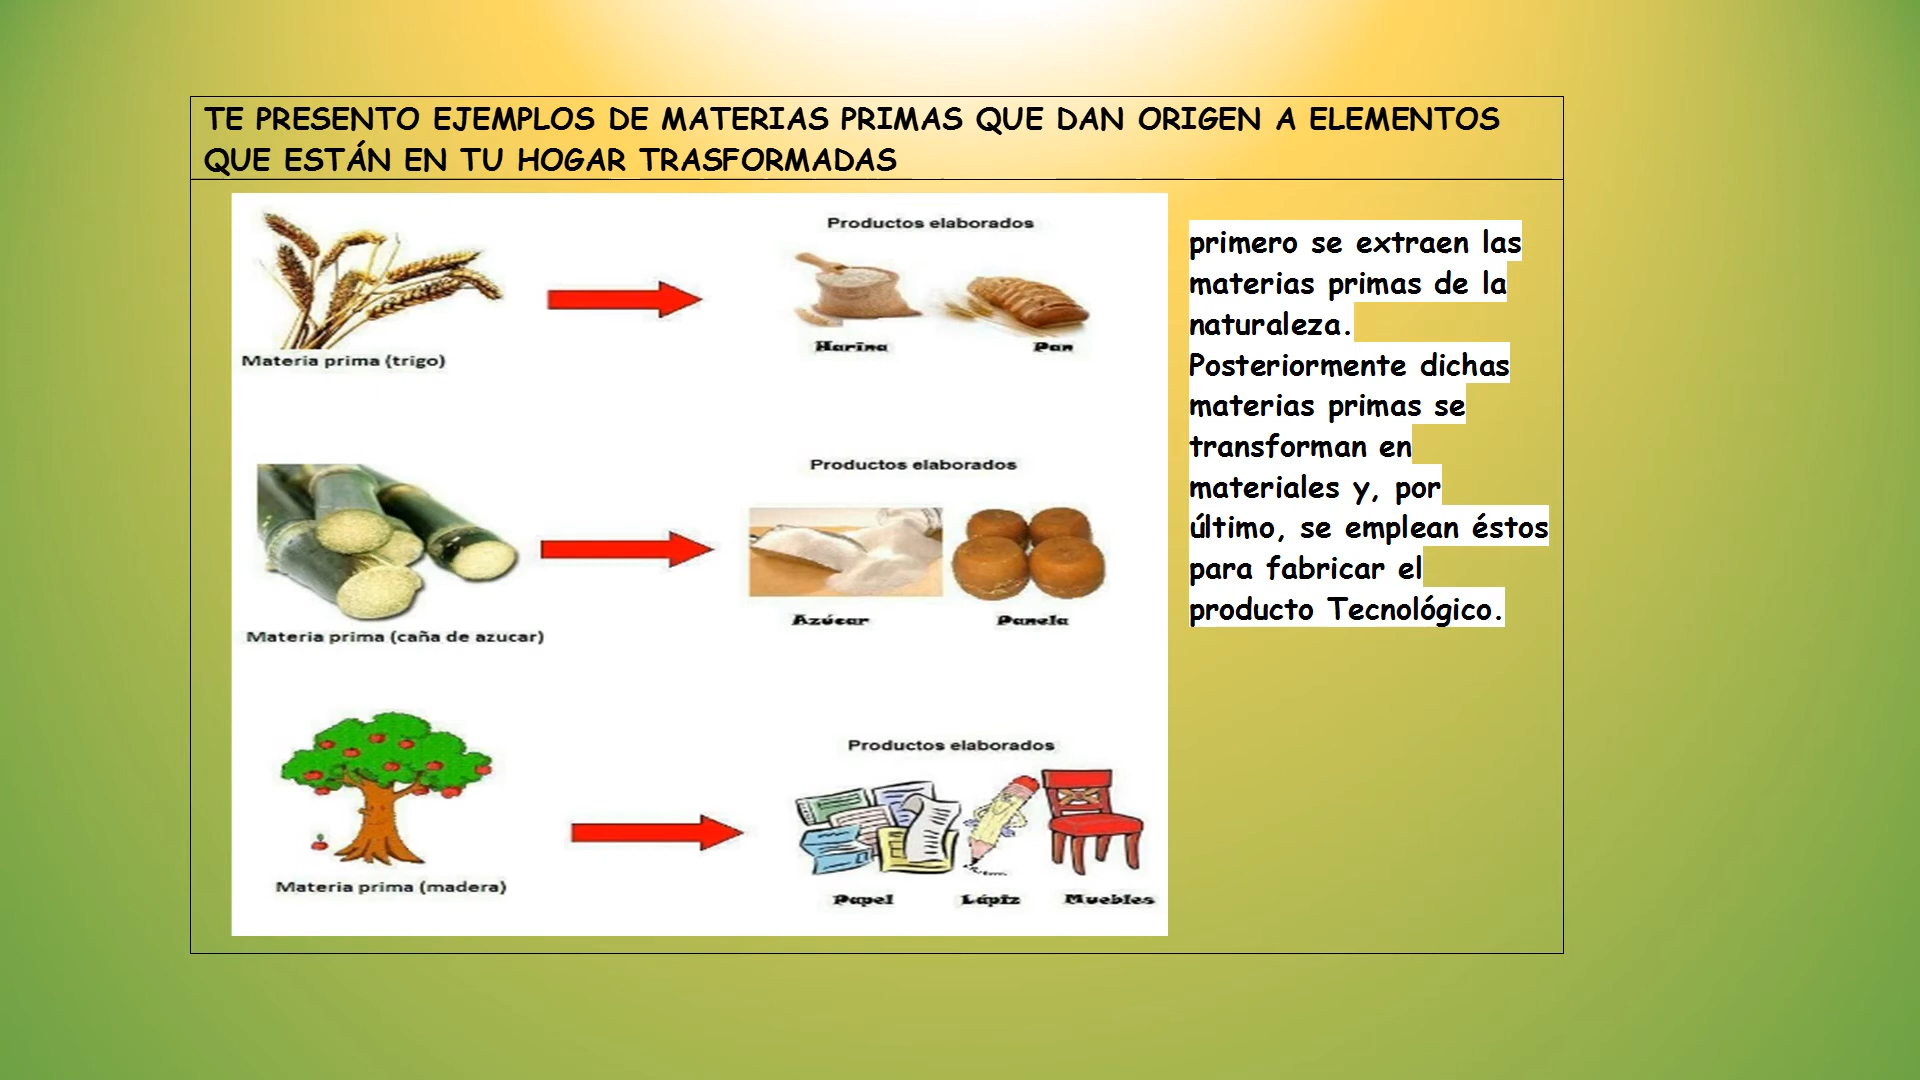 TE PRESENTO EJEMPLOS DE MATERIAS PRIMAS QUE DAN ORIGEN A ELEMENTOS
QUE ESTÁN EN TU HOGAR TRASFORMADAS
Productos elaborados
Harina Pan
Materia prima (trigo)
Productos elaborados
Azúcar Panela
Materia prima (caña de azucar)
Productos elaborados
Materia prima (madera)
Papel Lápiz Muebles
primero se extraen las
materias primas de la
naturaleza.
Posteriormente dichas
materias primas se
transforman en
materiales y, por
último, se emplean éstos
para fabricar el
producto Tecnológico.